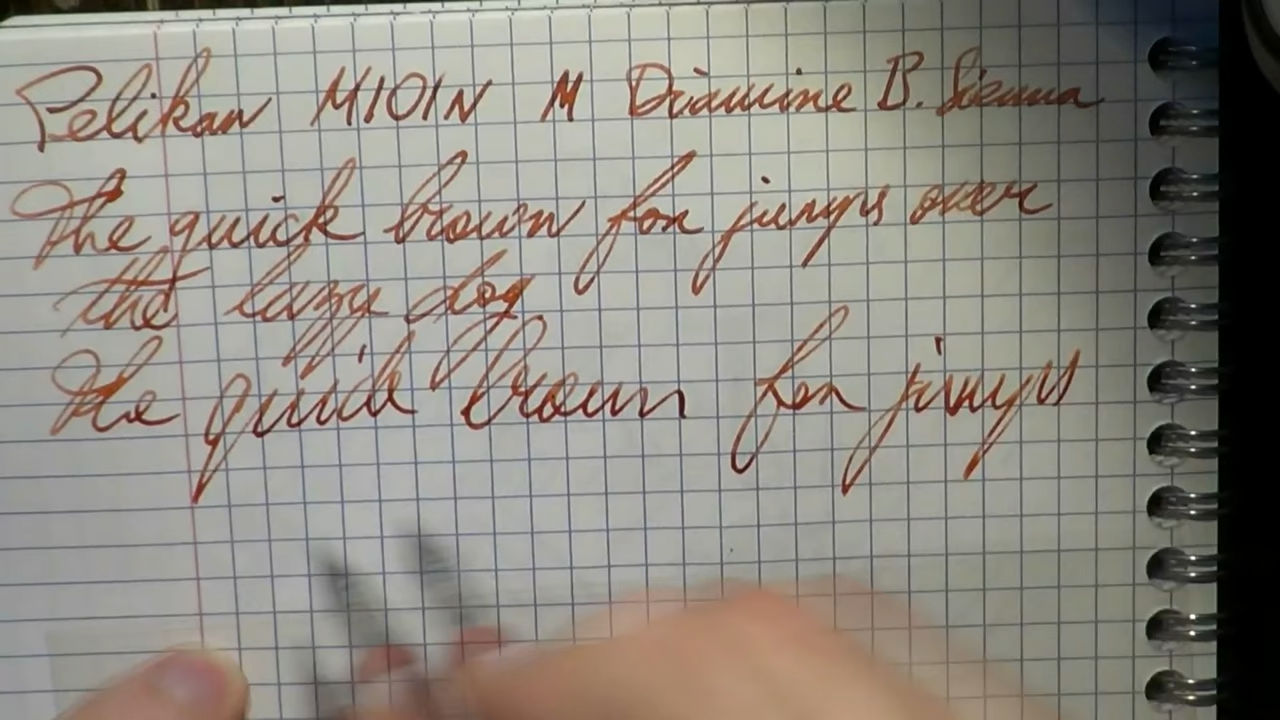 Pelikan M101N M Diamine B. Sienna
The quick brown fox jumps over
the lazy dog
The quick brown fox jumps